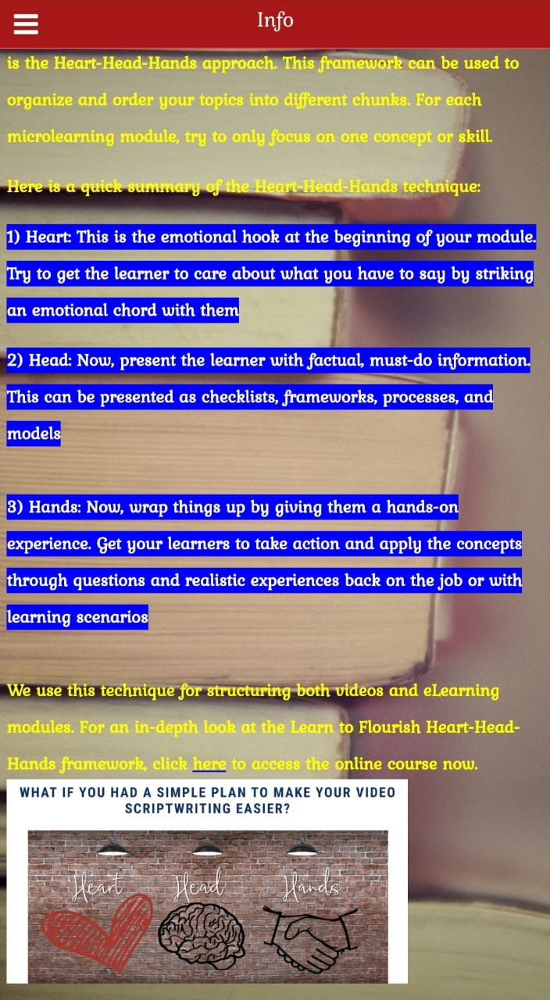 Info
is the Heart-Head-Hands approach. This framework can be used to
organize and order your topics into different chunks. For each
microlearning module, try to only focus on one concept or skill.
Here is a quick summary of the Heart-Head-Hands technique:
1) Heart: This is the emotional hook at the beginning of your module.
Try to get the learner to care about what you have to say by striking
an emotional chord with them
2) Head: Now, present the learner with factual, must-do information.
This can be presented as checklists, frameworks, processes, and
models
3) Hands: Now, wrap things up by giving them a hands-on
experience. Get your learners to take action and apply the concepts
through questions and realistic experiences back on the job or with
learning scenarios
We use this technique for structuring both videos and eLearning
modules. For an in-depth look at the Learn to Flourish Heart-Head-
Hands framework, click here to access the online course now.
WHAT IF YOU HAD A SIMPLE PLAN TO MAKE YOUR VIDEO
SCRIPTWRITING EASIER?
Heart Head Hands